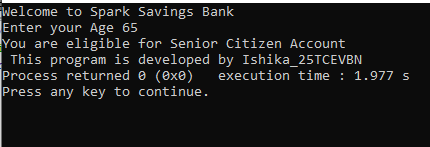 Welcome to Spark Savings Bank
Enter your Age 65
You are eligible for Senior Citizen Account
 This program is developed by Ishika_25TCEVBN
Process returned 0 (0x0)   execution time : 1.977 s
Press any key to continue.